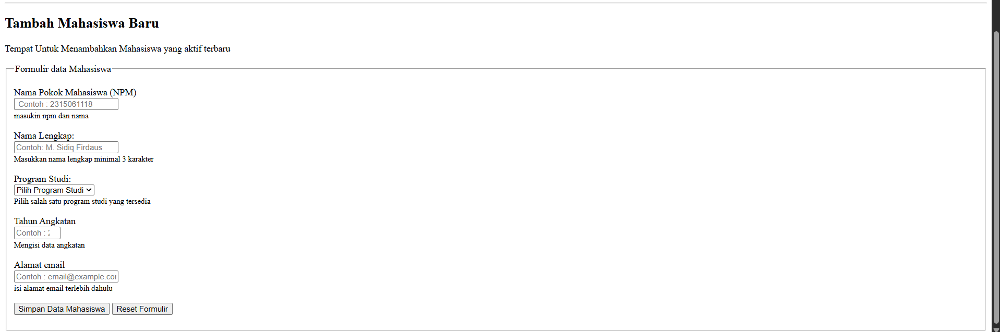 Tambah Mahasiswa Baru
Tempat Untuk Menambahkan Mahasiswa yang aktif terbaru
Formulir data Mahasiswa
Nama Pokok Mahasiswa (NPM)
Contoh : 2315061118
masukin npm dan nama
Nama Lengkap:
Contoh: M. Sidiq Firdaus
Masukkan nama lengkap minimal 3 karakter
Program Studi:
Pilih Program Studi
Pilih salah satu program studi yang tersedia
Tahun Angkatan
Contoh :
Mengisi data angkatan
Alamat email
Contoh : email@example.co
isi alamat email terlebih dahulu
Simpan Data Mahasiswa Reset Formulir